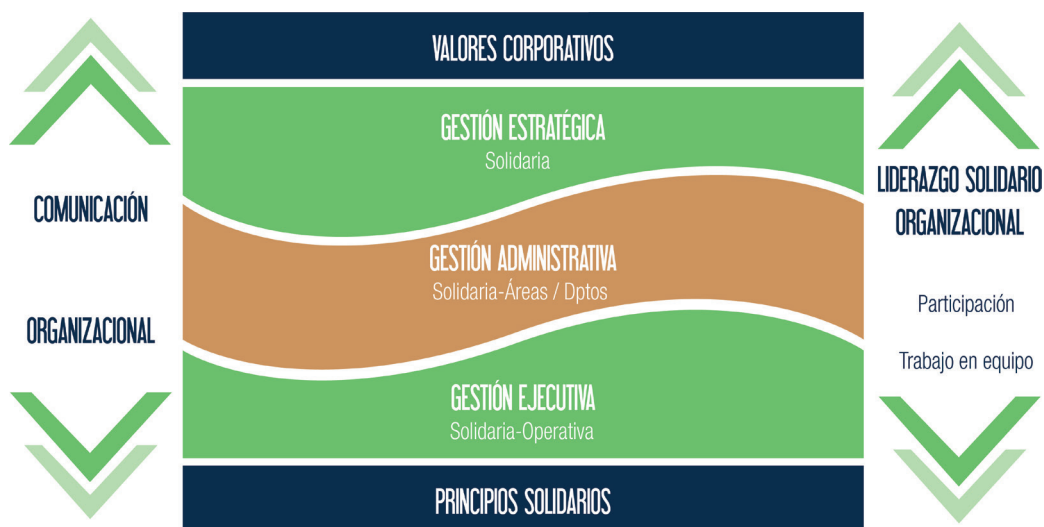 VALORES CORPORATIVOS
GESTIÓN ESTRATÉGICA
Solidaria
COMUNICACIÓN
ORGANIZACIONAL
GESTIÓN ADMINISTRATIVA
Solidaria-Áreas / Dptos
LIDERAZGO SOLIDARIO
ORGANIZACIONAL
Participación
Trabajo en equipo
GESTIÓN EJECUTIVA
Solidaria-Operativa
PRINCIPIOS SOLIDARIOS